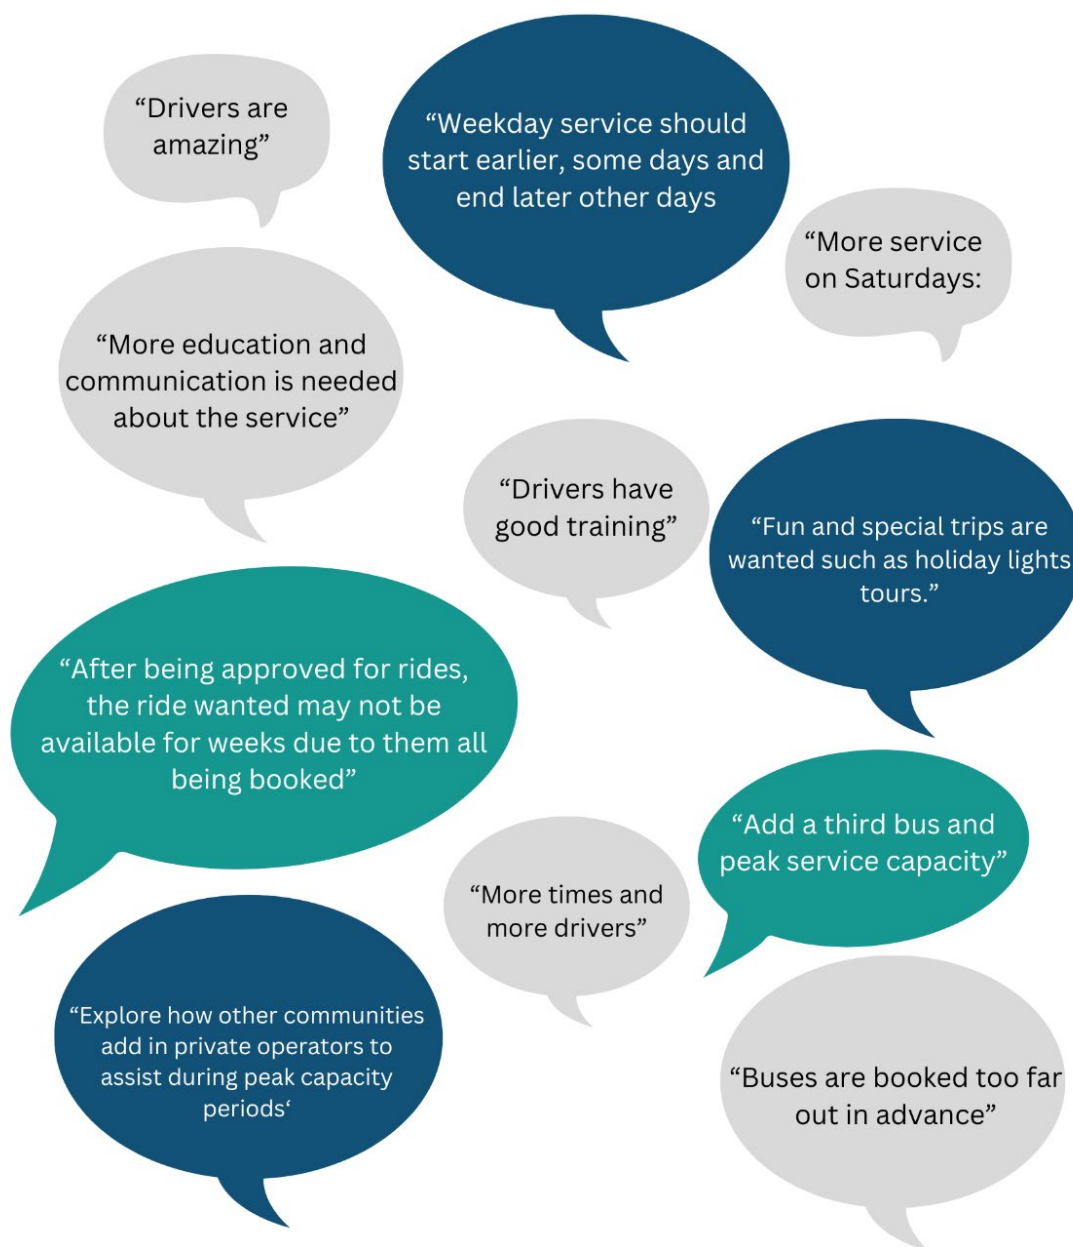 “Drivers are
amazing”
“Weekday service should
start earlier, some days and
end later other days
“More service
on Saturdays:
“More education and
communication is needed
about the service”
“Drivers have
good training”
“Fun and special trips are
wanted such as holiday lights
tours.”
“After being approved for rides,
the ride wanted may not be
available for weeks due to them all
being booked”
“Add a third bus and
peak service capacity”
“More times and
more drivers”
“Explore how other communities
add in private operators to
assist during peak capacity
periods‘
“Buses are booked too far
out in advance”